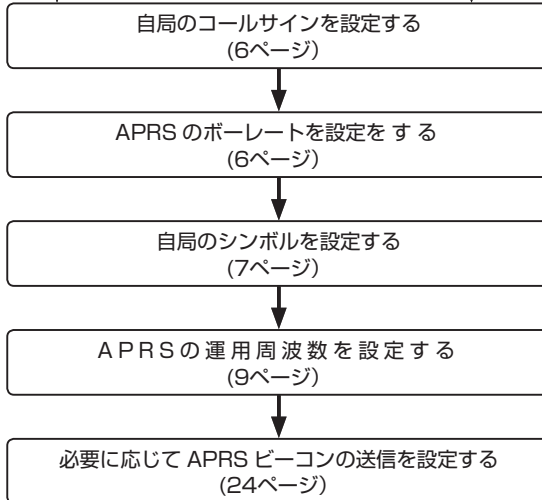 自局のコールサインを設定する
(6ページ)
APRS のボーレートを設定を する
(6ページ)
自局のシンボルを設定する
(7ページ)
APRSの運用周波数を設定する
(9ページ)
必要に応じて APRS ビーコンの送信を設定する
(24ページ)